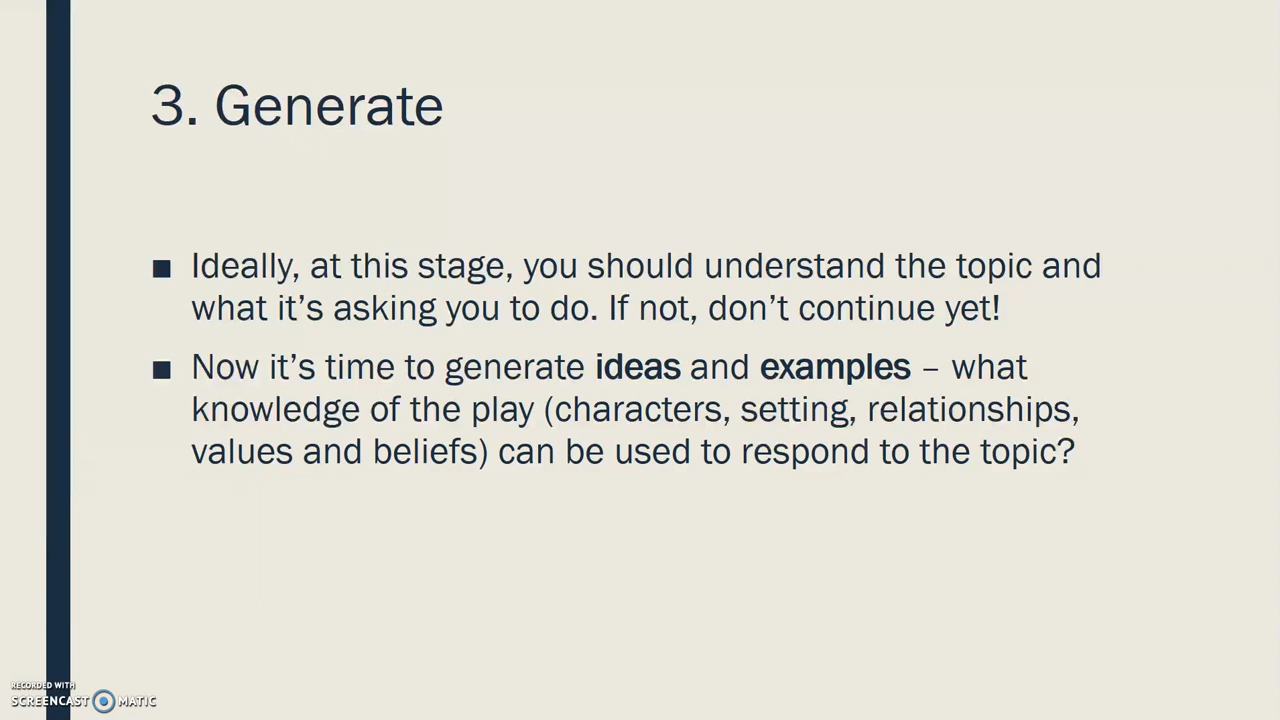 3. Generate
■ Ideally, at this stage, you should understand the topic and
what it’s asking you to do. If not, don’t continue yet!
■ Now it’s time to generate ideas and examples – what
knowledge of the play (characters, setting, relationships,
values and beliefs) can be used to respond to the topic?
RECORDED WITH
SCREENCAST MATIC